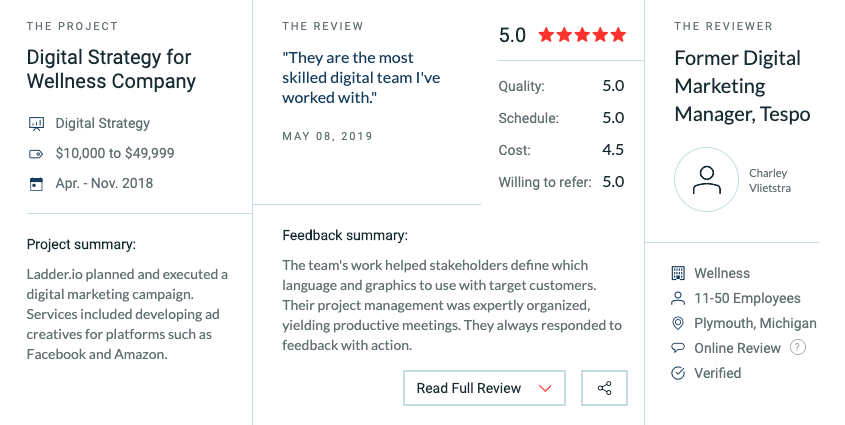 THE PROJECT
Digital Strategy for
Wellness Company
Digital Strategy
$10,000 to $49,999
Apr. - Nov. 2018
Project summary:
Ladder.io planned and executed a
digital marketing campaign.
Services included developing ad
creatives for platforms such as
Facebook and Amazon.
THE REVIEW
"They are the most
skilled digital team I've
worked with."
MAY 08, 2019
5.0
Quality: 5.0
Schedule: 5.0
Cost: 4.5
Willing to refer: 5.0
Feedback summary:
The team's work helped stakeholders define which
language and graphics to use with target customers.
Their project management was expertly organized,
yielding productive meetings. They always responded to
feedback with action.
Read Full Review
THE REVIEWER
Former Digital
Marketing
Manager, Tespo
Charley
Vlietstra
Wellness
11-50 Employees
Plymouth, Michigan
Online Review ?
Verified